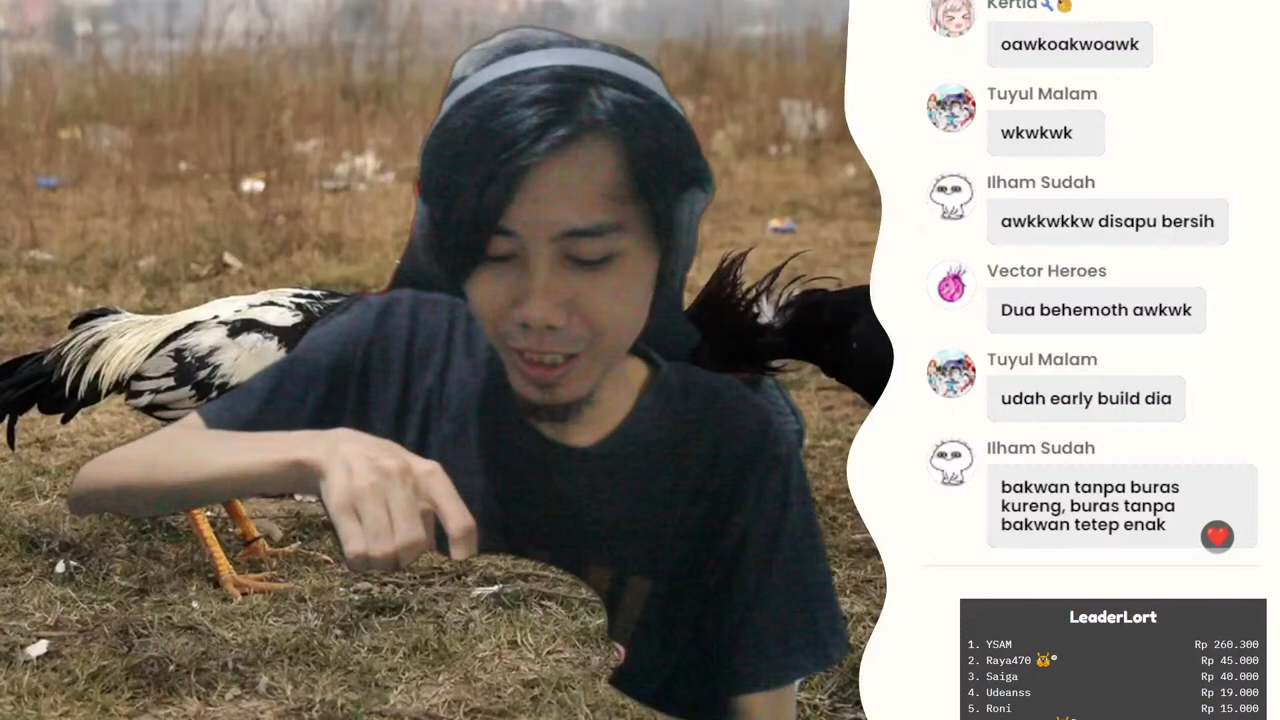 Kertia
oawkoakwoawk
Tuyul Malam
wkwkwk
Ilham Sudah
awkkwkkw disapu bersih
Vector Heroes
Dua behemoth awkwk
Tuyul Malam
udah early build dia
Ilham Sudah
bakwan tanpa buras
kureng, buras tanpa
bakwan tetep enak
LeaderLort
1. YSAM Rp 260.300
2. Raya470 Rp 45.000
3. Saiga Rp 40.000
4. Udeanss Rp 19.000
5. Roni Rp 15.000